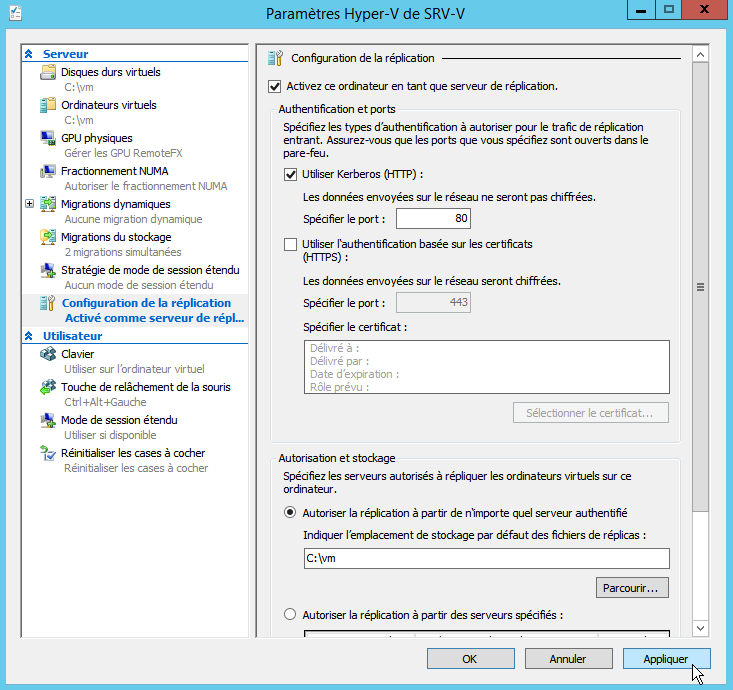 Paramètres Hyper-V de SRV-V
Serveur
Disques durs virtuels
C:\vm
Ordinateurs virtuels
C:\vm
GPU physiques
Gérer les GPU RemoteFX
Fractionnement NUMA
Autoriser le fractionnement NUMA
Migrations dynamiques
Aucune migration dynamique
Migrations du stockage
2 migrations simultanées
Stratégie de mode de session étendu
Aucun mode de session étendu
Configuration de la réplication
Activé comme serveur de répl...
Utilisateur
Clavier
Utiliser sur l'ordinateur virtuel
Touche de relâchement de la souris
Ctrl+Alt+Gauche
Mode de session étendu
Utiliser si disponible
Réinitialiser les cases à cocher
Réinitialiser les cases à cocher
Configuration de la réplication
Activez ce ordinateur en tant que serveur de réplication.
Authentification et ports
Spécifiez les types d'authentification à autoriser pour le trafic de réplication
entrant. Assurez-vous que les ports que vous spécifiez sont ouverts dans le
pare-feu.
Utiliser Kerberos (HTTP) :
Les données envoyées sur le réseau ne seront pas chiffrées.
Spécifier le port : 80
Utiliser l'authentification basée sur les certificats
(HTTPS) :
Les données envoyées sur le réseau seront chiffrées.
Spécifier le port : 443
Spécifier le certificat :
Délivré à :
Délivré par :
Date d'expiration :
Rôle prévu :
Sélectionner le certificat...
Autorisation et stockage
Spécifiez les serveurs autorisés à répliquer les ordinateurs virtuels sur ce
ordinateur.
Autoriser la réplication à partir de n'importe quel serveur authentifié
Indiquer l'emplacement de stockage par défaut des fichiers de réplicas :
C:\vm
Parcourir...
Autoriser la réplication à partir des serveurs spécifiés :
OK
Annuler
Appliquer